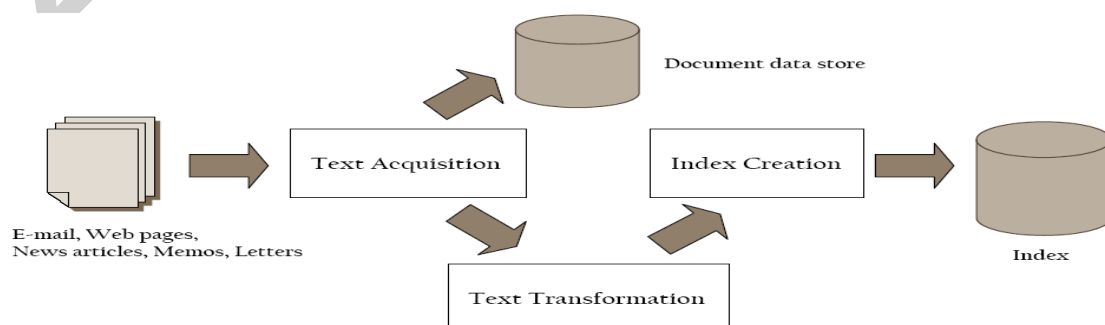 Document data store
Text Acquisition
Index Creation
E-mail, Web pages,
News articles, Memos, Letters
Index
Text Transformation